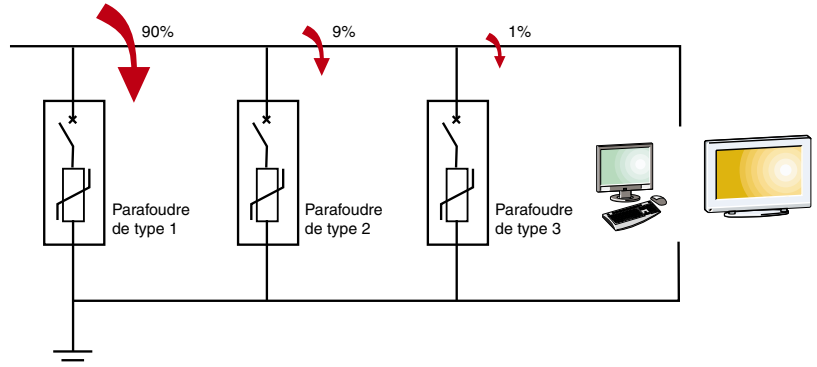 90%
9%
1%
Parafoudre
de type 1
Parafoudre
de type 2
Parafoudre
de type 3